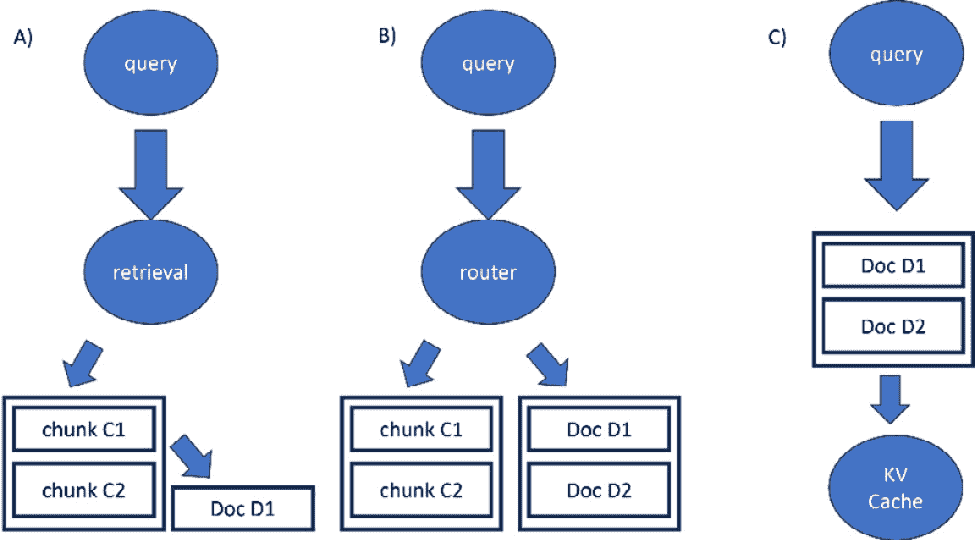 A)
query
retrieval
chunk C1
chunk C2
Doc D1
B)
query
router
chunk C1
chunk C2
Doc D1
Doc D2
C)
query
Doc D1
Doc D2
KV
Cache